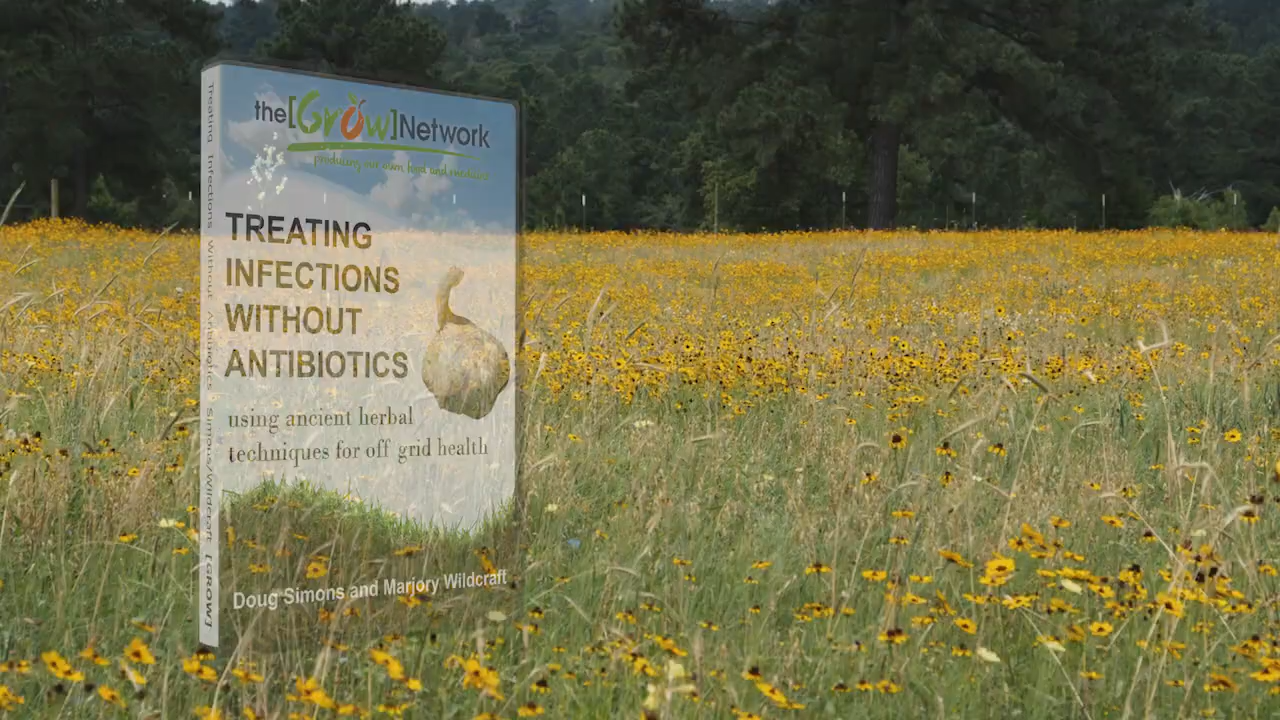 the[Grow]Network
producing our own food and medicine
TREATING
INFECTIONS
WITHOUT
ANTIBIOTICS
using ancient herbal
techniques for off grid health
Doug Simons and Marjory Wildcraft
Treating Infections Without Antibiotics Simons/Wildcraft [GROW]